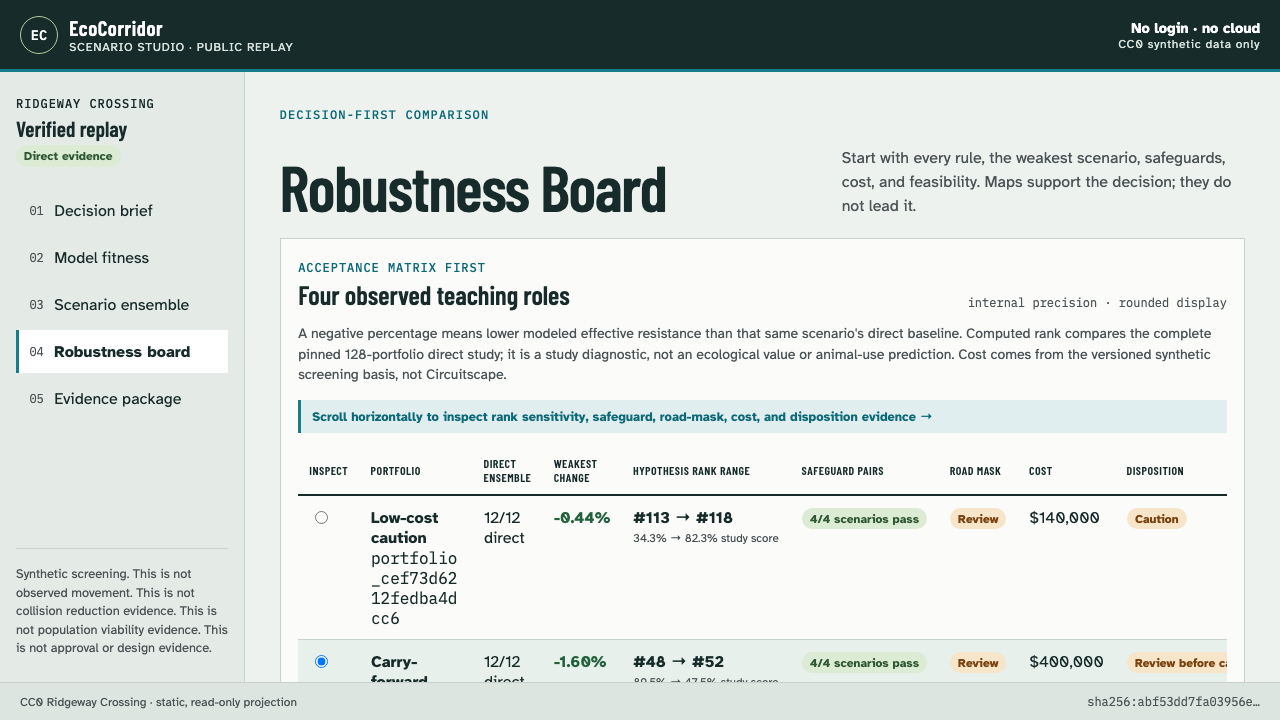 EC
EcoCorridor
SCENARIO STUDIO · PUBLIC REPLAY
No login · no cloud
CC0 synthetic data only
RIDGEWAY CROSSING
Verified replay
Direct evidence
01 Decision brief
02 Model fitness
03 Scenario ensemble
04 Robustness board
05 Evidence package
Synthetic screening. This is not
observed movement. This is not
collision reduction evidence. This is
not population viability evidence. This
is not approval or design evidence.
DECISION-FIRST COMPARISON
Robustness Board
Start with every rule, the weakest scenario, safeguards,
cost, and feasibility. Maps support the decision; they do
not lead it.
ACCEPTANCE MATRIX FIRST
Four observed teaching roles
internal precision · rounded display
A negative percentage means lower modeled effective resistance than that same scenario's direct baseline. Computed rank compares the complete
pinned 128-portfolio direct study; it is a study diagnostic, not an ecological value or animal-use prediction. Cost comes from the versioned synthetic
screening basis, not Circuitscape.
Scroll horizontally to inspect rank sensitivity, safeguard, road-mask, cost, and disposition evidence →
INSPECT PORTFOLIO DIRECT ENSEMBLE WEAKEST CHANGE HYPOTHESIS RANK RANGE SAFEGUARD PAIRS ROAD MASK COST DISPOSITION
Low-cost 12/12 -0.44% #113 → #118 4/4 scenarios pass Review $140,000 Caution
caution direct 34.3% → 82.3% study score
portfolio
_cef73d62
12fedba4d
cc6
Carry- 12/12 -1.60% #48 → #52 4/4 scenarios pass Review $400,000 Review before ca
forward direct 89.5% → 47.5% study score
CC0 Ridgeway Crossing · static, read-only projection
sha256:abf53dd7fa03956e…